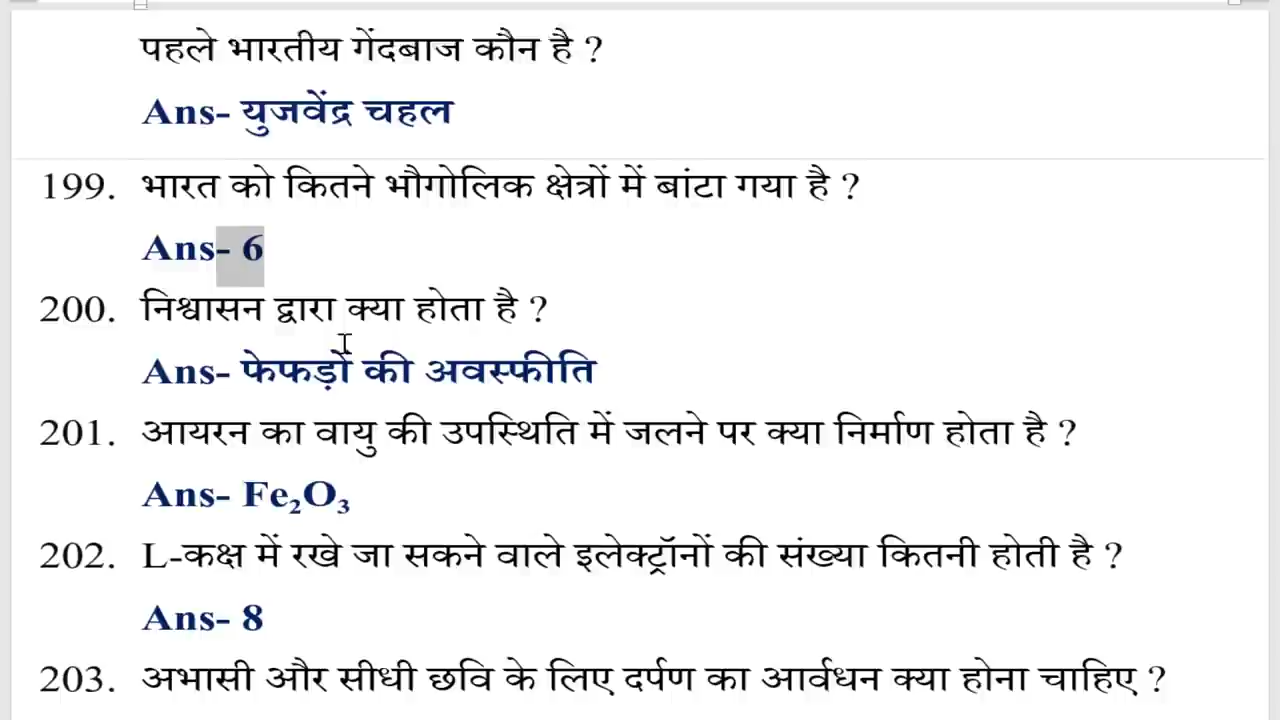 पहले भारतीय गेंदबाज कौन है ?
Ans- युजवेंद्र चहल
199. भारत को कितने भौगोलिक क्षेत्रों में बांटा गया है ?
Ans- 6
200. निश्वासन द्वारा क्या होता है ?
Ans- फेफड़ो की अवस्फीति
201. आयरन का वायु की उपस्थिति में जलने पर क्या निर्माण होता है ?
Ans- Fe₂O₃
202. L-कक्ष में रखे जा सकने वाले इलेक्ट्रॉनों की संख्या कितनी होती है ?
Ans- 8
203. अभासी और सीधी छवि के लिए दर्पण का आर्वधन क्या होना चाहिए ?